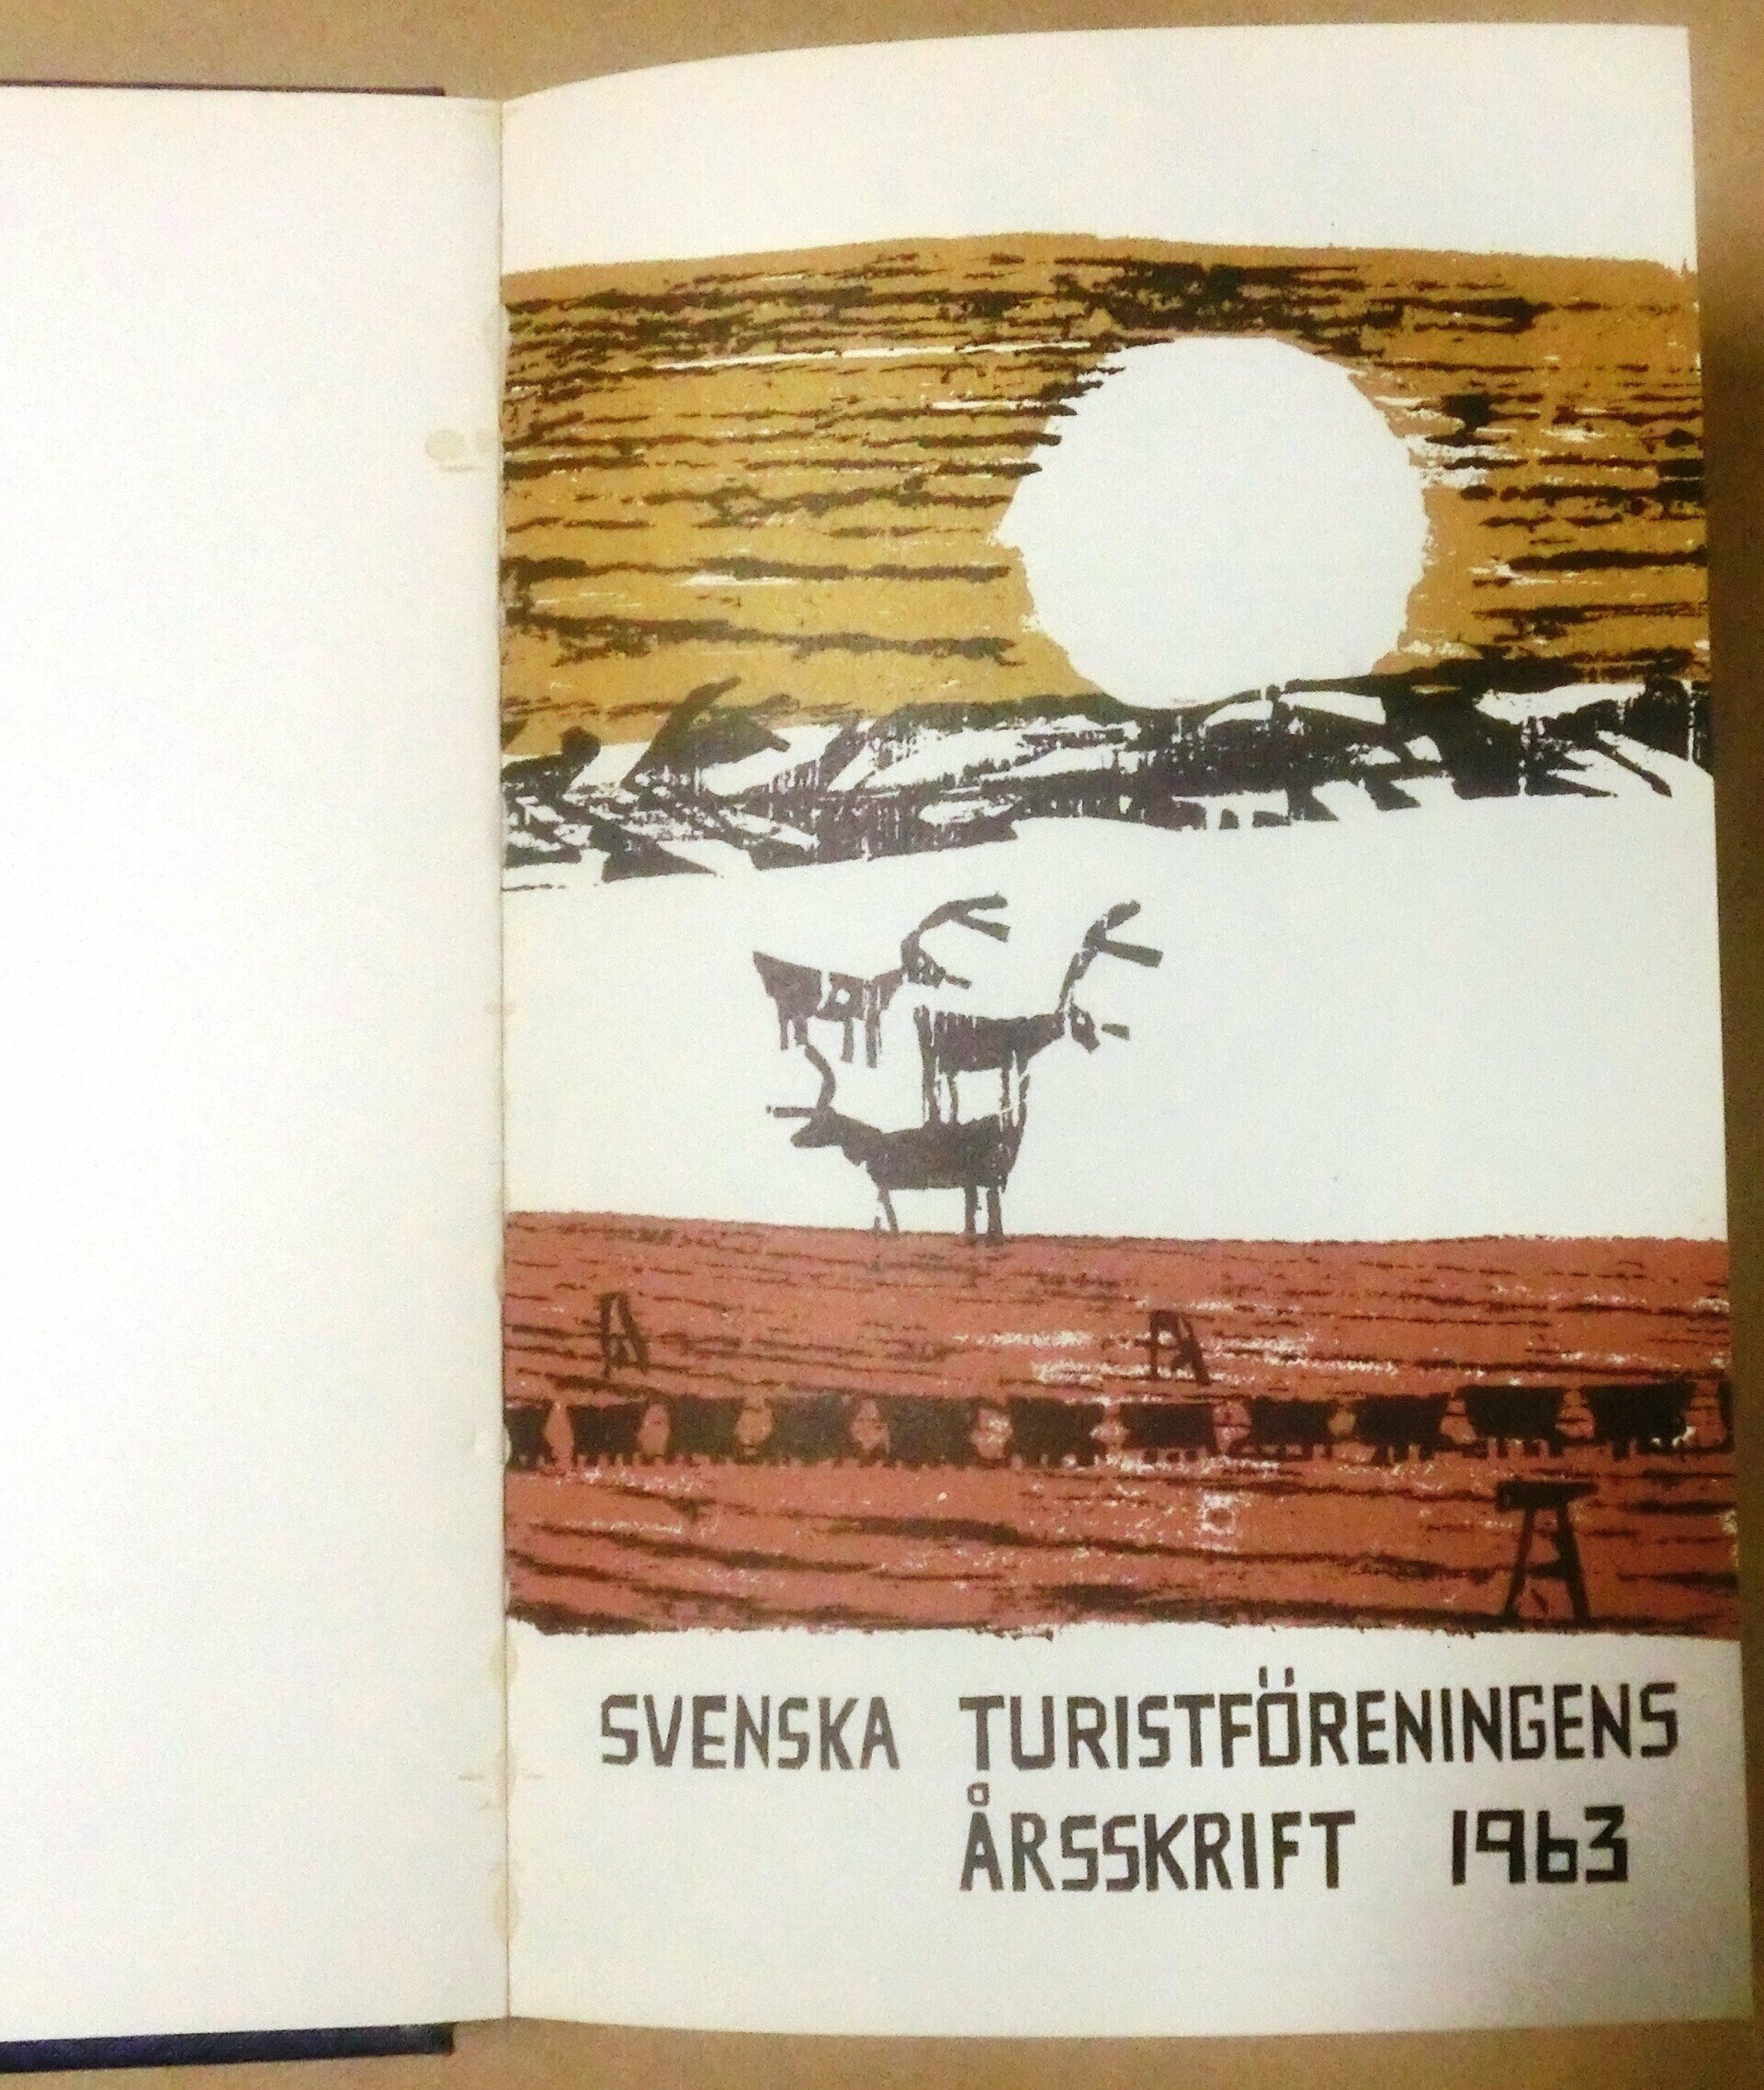 SVENSKA TURISTFÖRENINGENS
ÅRSSKRIFT 1963